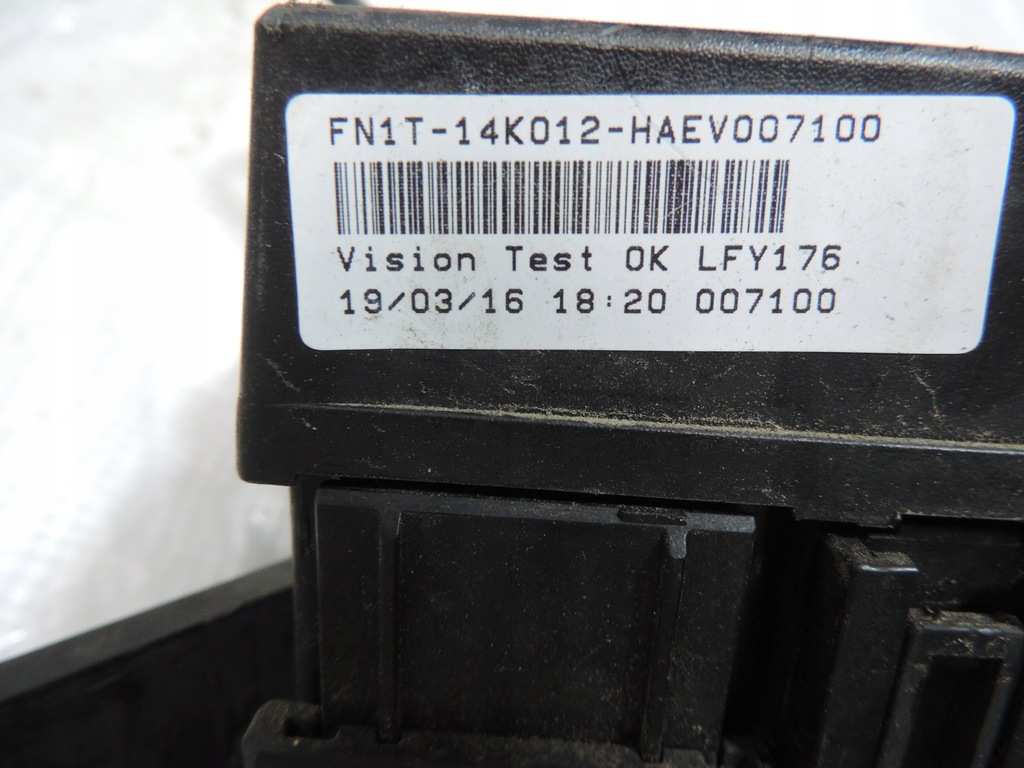 FN1T-14K012-HAEV007100
Vision Test OK LFY176
19/03/16 18:20 007100